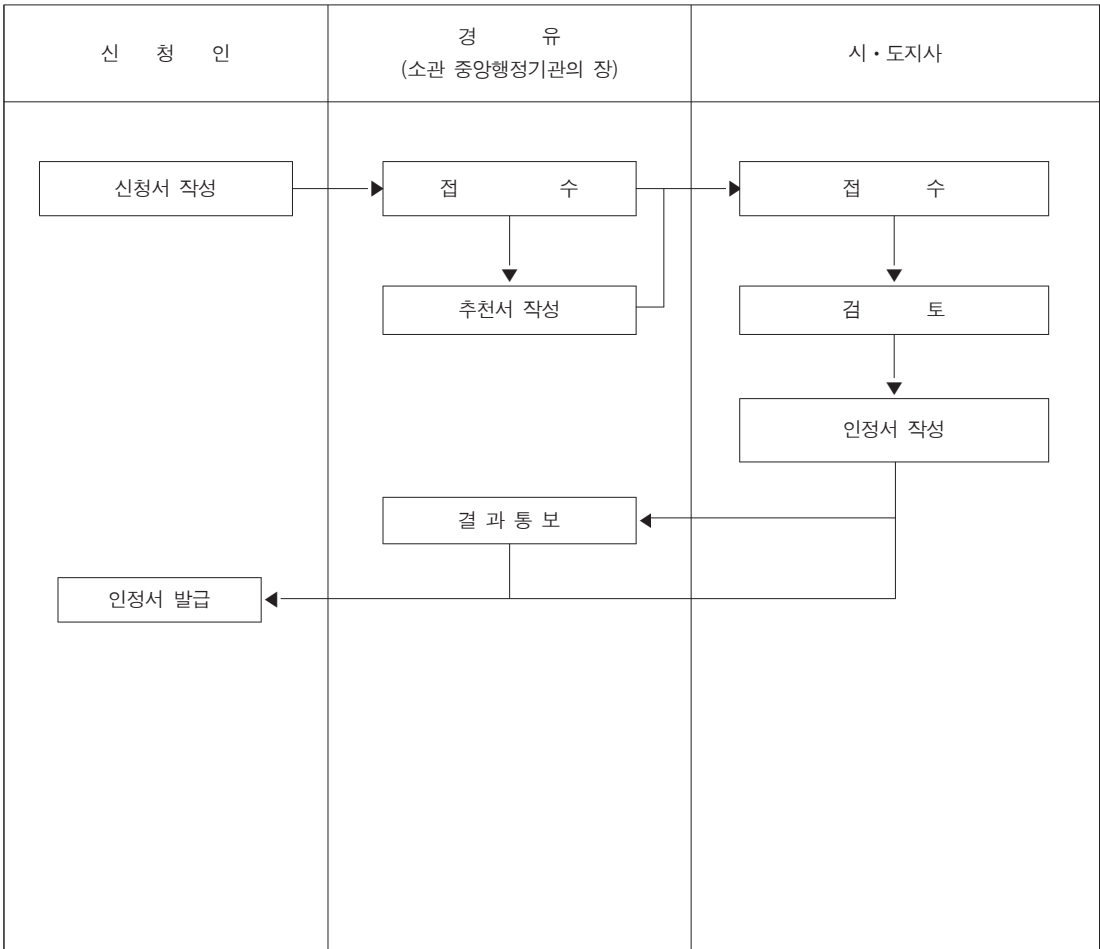 신 청 인
경 유
(소관 중앙행정기관의 장)
시・도지사
신청서 작성
접 수
접 수
추천서 작성
검 토
인정서 작성
결 과 통 보
인정서 발급